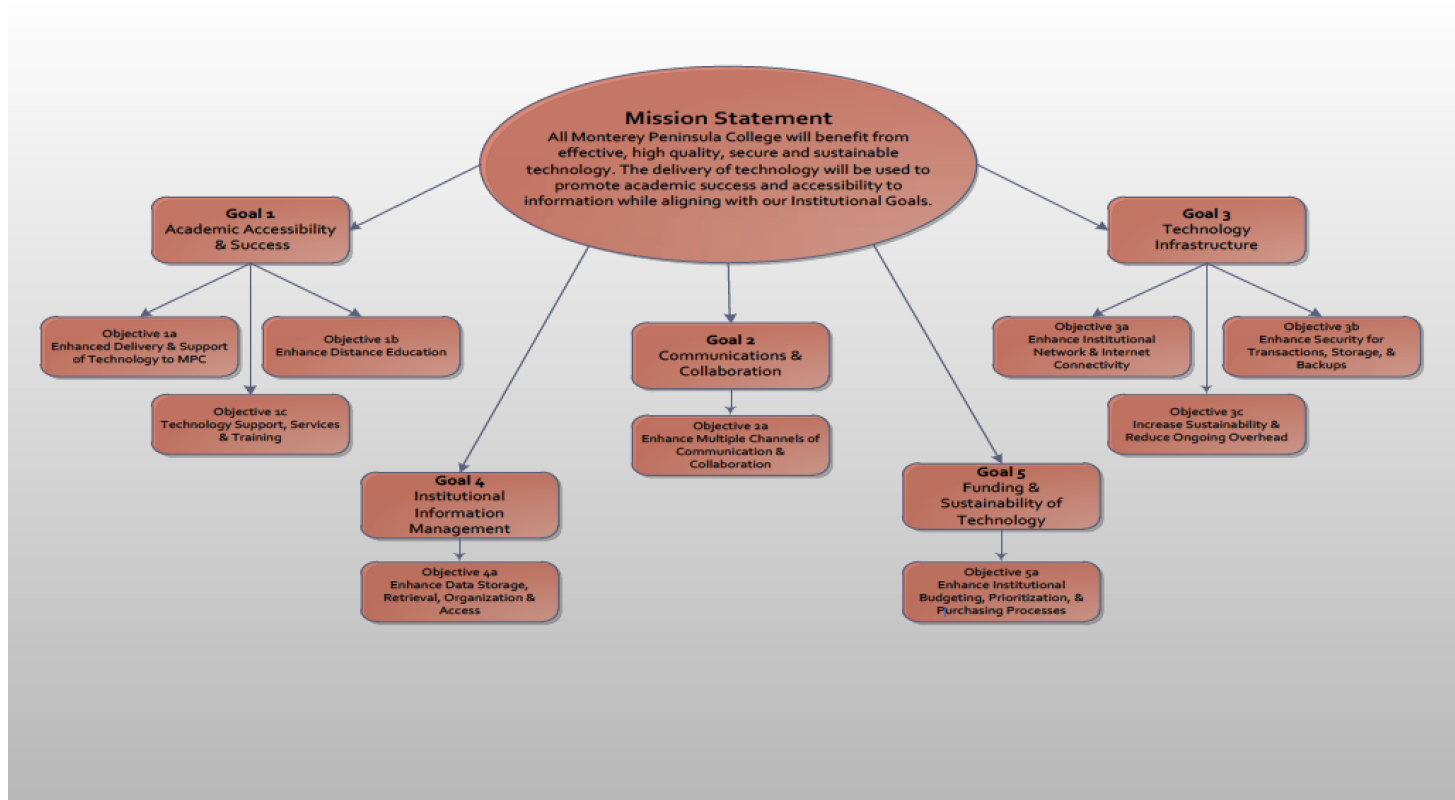 Mission Statement
All Monterey Peninsula College will benefit from
effective, high quality, secure and sustainable
technology. The delivery of technology will be used to
promote academic success and accessibility to
information while aligning with our Institutional Goals.
Goal 1
Academic Accessibility
& Success
Objective 1a
Enhanced Delivery & Support
of Technology to MPC
Objective 1b
Enhance Distance Education
Objective 1c
Technology Support, Services
& Training
Goal 2
Communications &
Collaboration
Objective 2a
Enhance Multiple Channels of
Communication &
Collaboration
Goal 3
Technology
Infrastructure
Objective 3a
Enhance Institutional
Network & Internet
Connectivity
Objective 3b
Enhance Security for
Transactions, Storage, &
Backups
Objective 3c
Increase Sustainability &
Reduce Ongoing Overhead
Goal 4
Institutional
Information
Management
Objective 4a
Enhance Data Storage,
Retrieval, Organization &
Access
Goal 5
Funding &
Sustainability of
Technology
Objective 5a
Enhance Institutional
Budgeting, Prioritization, &
Purchasing Processes